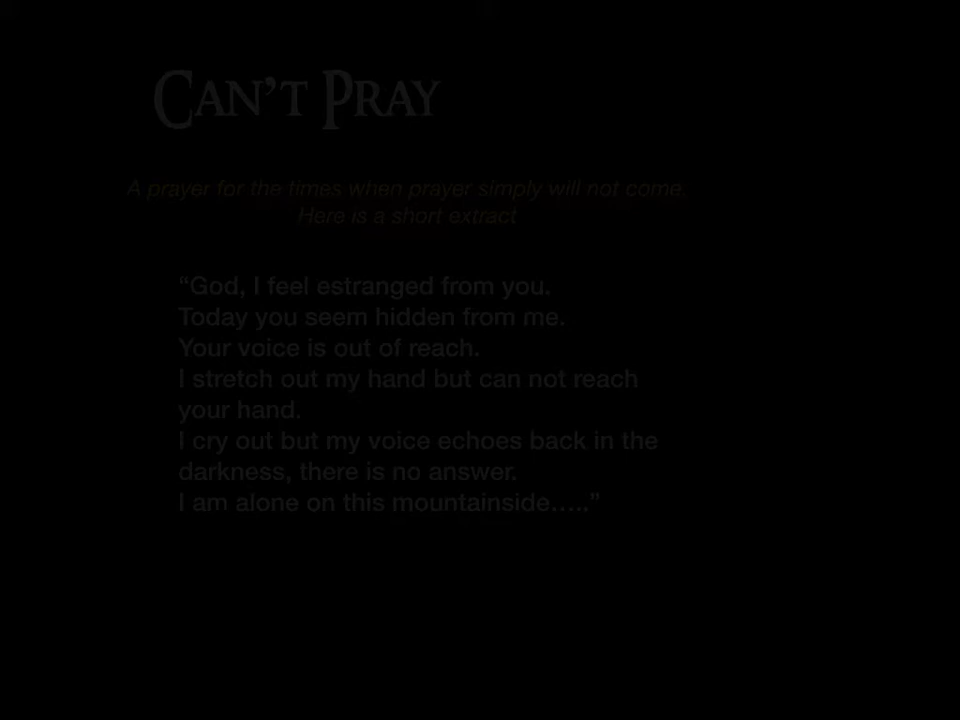 CAN'T PRAY
A prayer for the times when prayer simply will not come.
Here is a short extract
“God, I feel estranged from you.
Today you seem hidden from me.
Your voice is out of reach.
I stretch out my hand but can not reach
your hand.
I cry out but my voice echoes back in the
darkness, there is no answer.
I am alone on this mountainside…..”